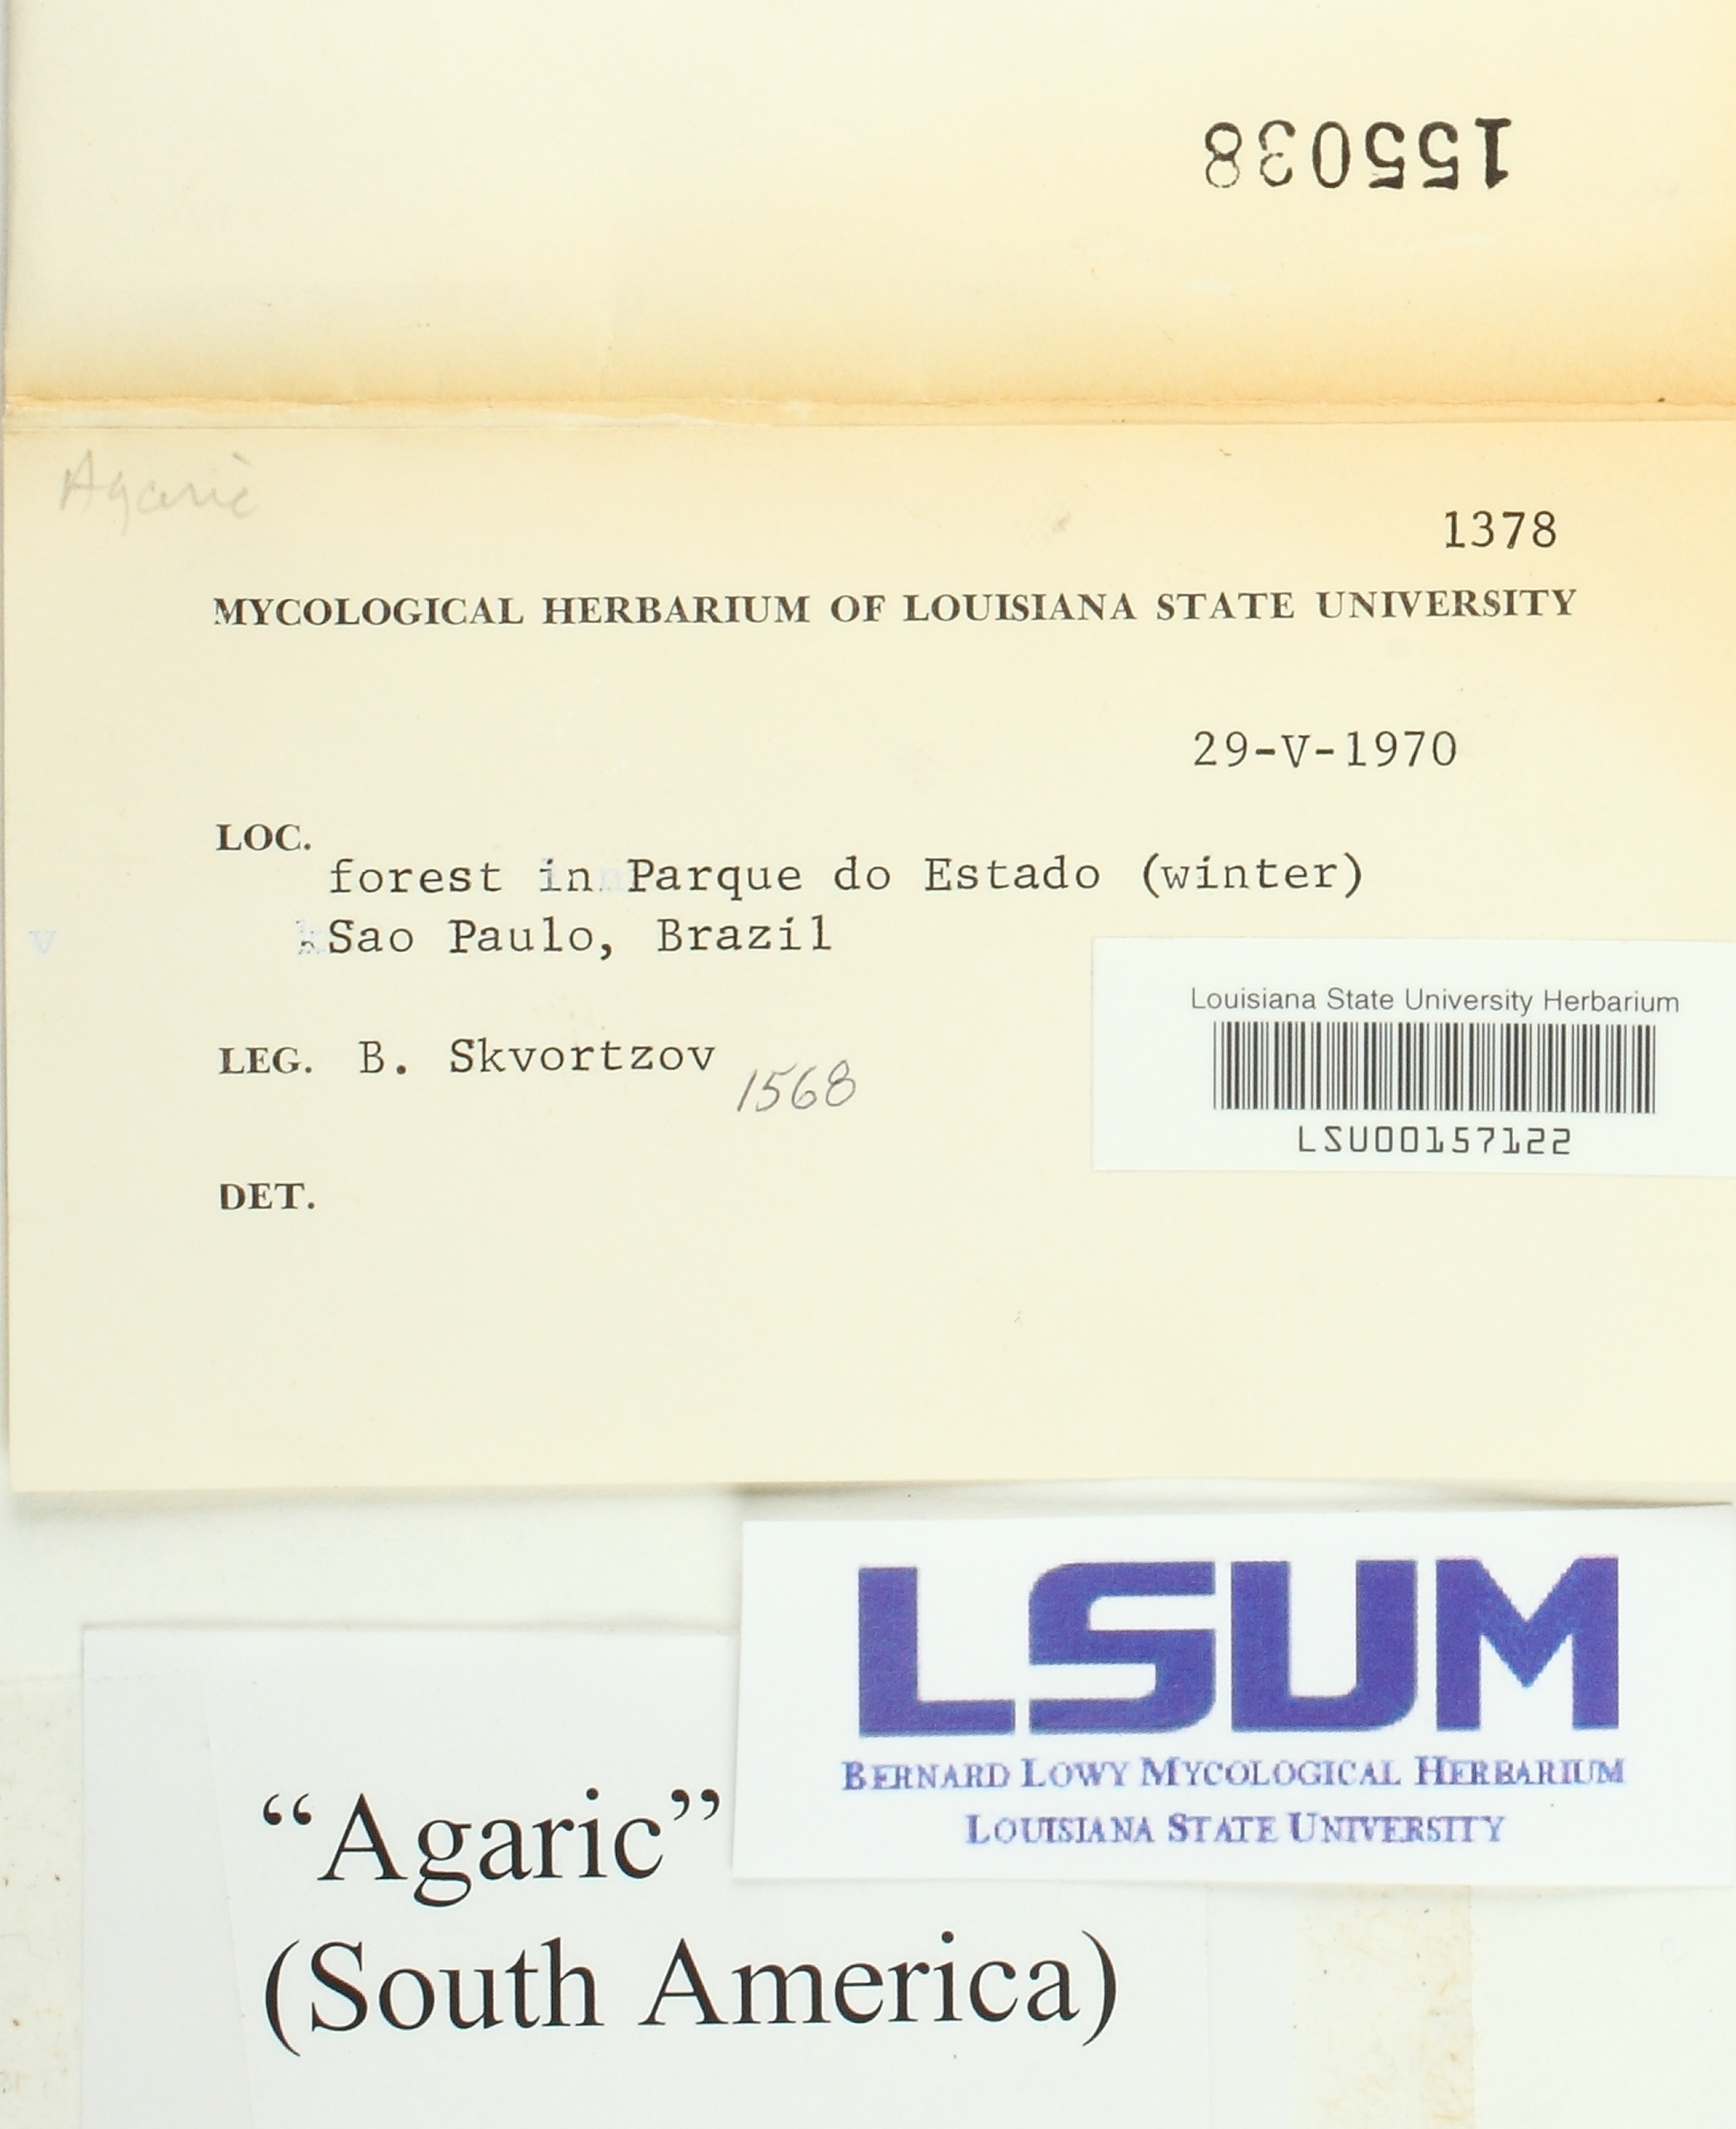 155038
Agaric
1378
MYCOLOGICAL HERBARIUM OF LOUISIANA STATE UNIVERSITY
29-V-1970
LOC.
forest in Parque do Estado (winter)
Sao Paulo, Brazil
LEG. B. Skvortzov 1568
DET.
Louisiana State University Herbarium
LSU00157122
LSUM
BERNARD LOWY MYCOLOGICAL HERBARIUM
LOUISIANA STATE UNIVERSITY
“Agaric”
(South America)